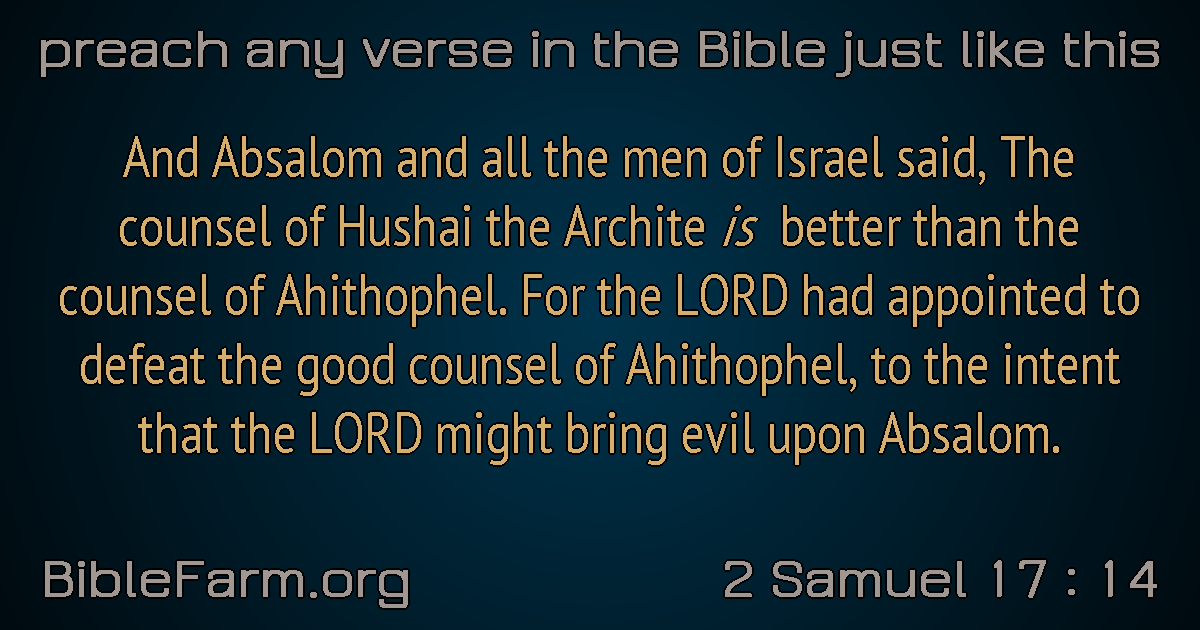 preach any verse in the Bible just like this
And Absalom and all the men of Israel said, The
counsel of Hushai the Archite is better than the
counsel of Ahithophel. For the LORD had appointed to
defeat the good counsel of Ahithophel, to the intent
that the LORD might bring evil upon Absalom.
BibleFarm.org
2 Samuel 17 : 14